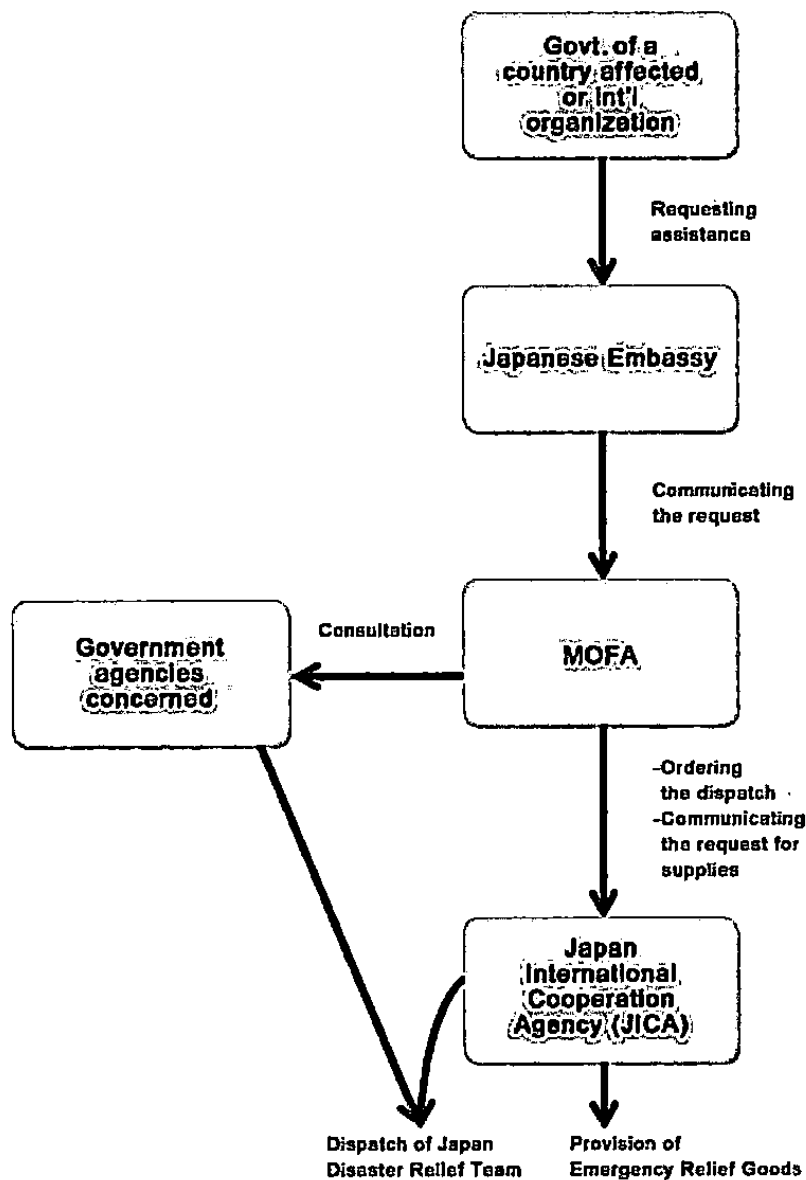 Govt. of a
country affected
or Int'l
organization
Requesting
assistance
Japanese Embassy
Communicating
the request
Government
agencies
concerned
Consultation
MOFA
-Ordering
the dispatch
-Communicating
the request for
supplies
Japan
International
Cooperation
Agency (JICA)
Dispatch of Japan
Disaster Relief Team
Provision of
Emergency Relief Goods